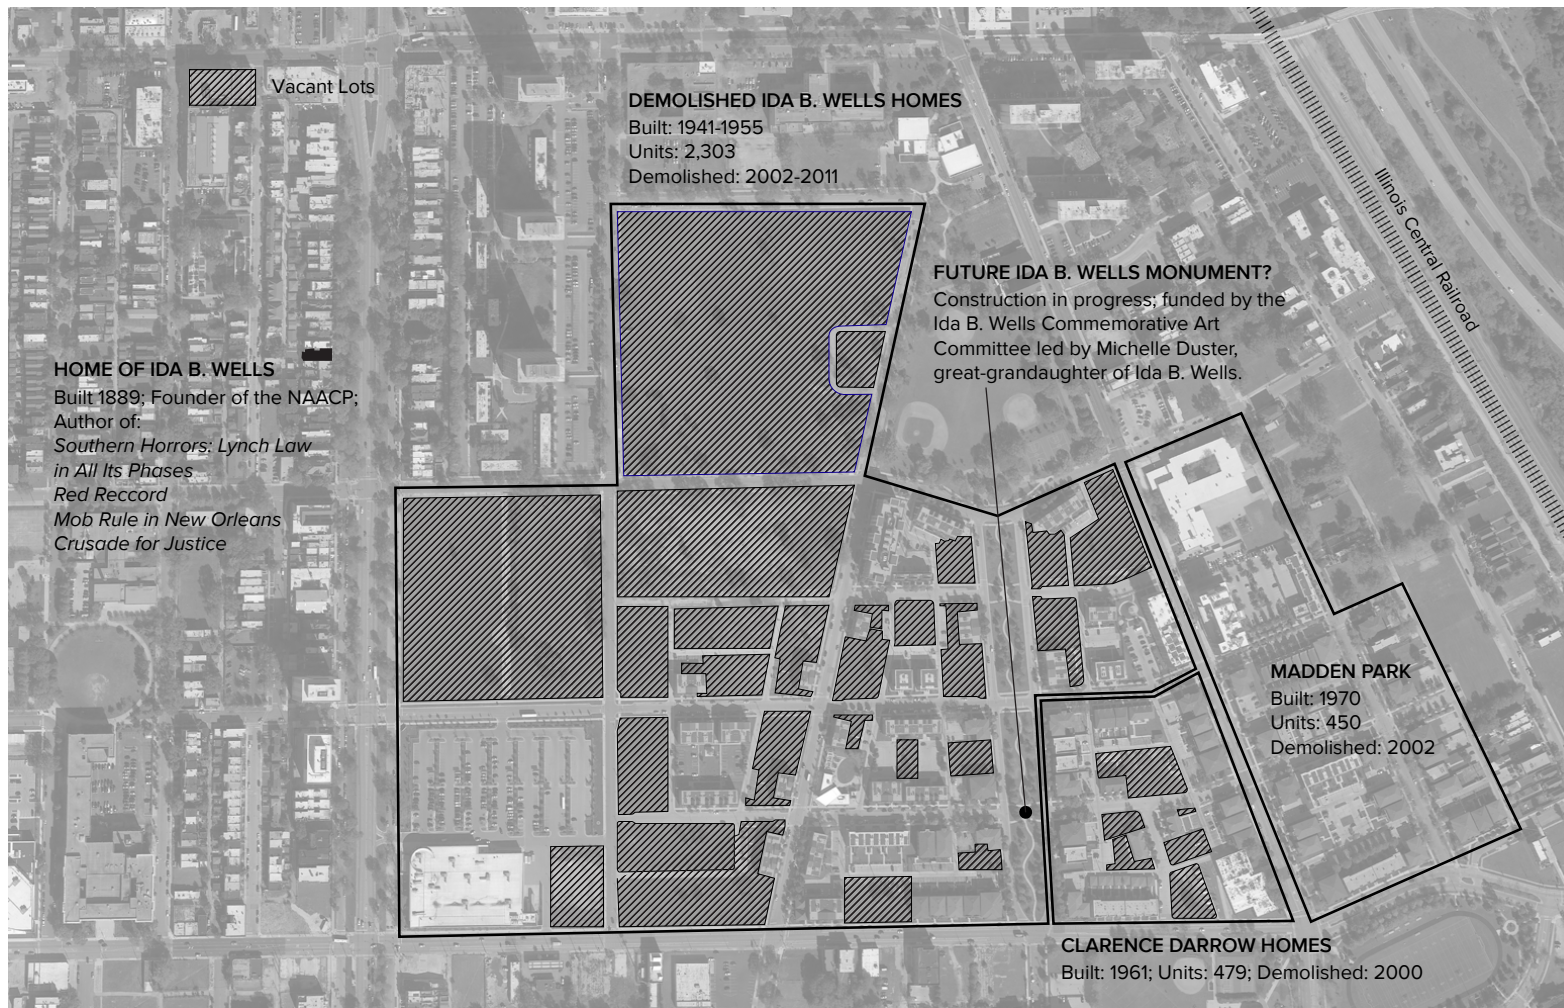 Vacant Lots
DEMOLISHED IDA B. WELLS HOMES
Built: 1941-1955
Units: 2,303
Demolished: 2002-2011
Illinois Central Railroad
FUTURE IDA B. WELLS MONUMENT?
Construction in progress; funded by the
Ida B. Wells Commemorative Art
Committee led by Michelle Duster,
great-grandaughter of Ida B. Wells.
HOME OF IDA B. WELLS
Built 1889; Founder of the NAACP;
Author of:
Southern Horrors: Lynch Law
in All Its Phases
Red Reccord
Mob Rule in New Orleans
Crusade for Justice
MADDEN PARK
Built: 1970
Units: 450
Demolished: 2002
CLARENCE DARROW HOMES
Built: 1961; Units: 479; Demolished: 2000